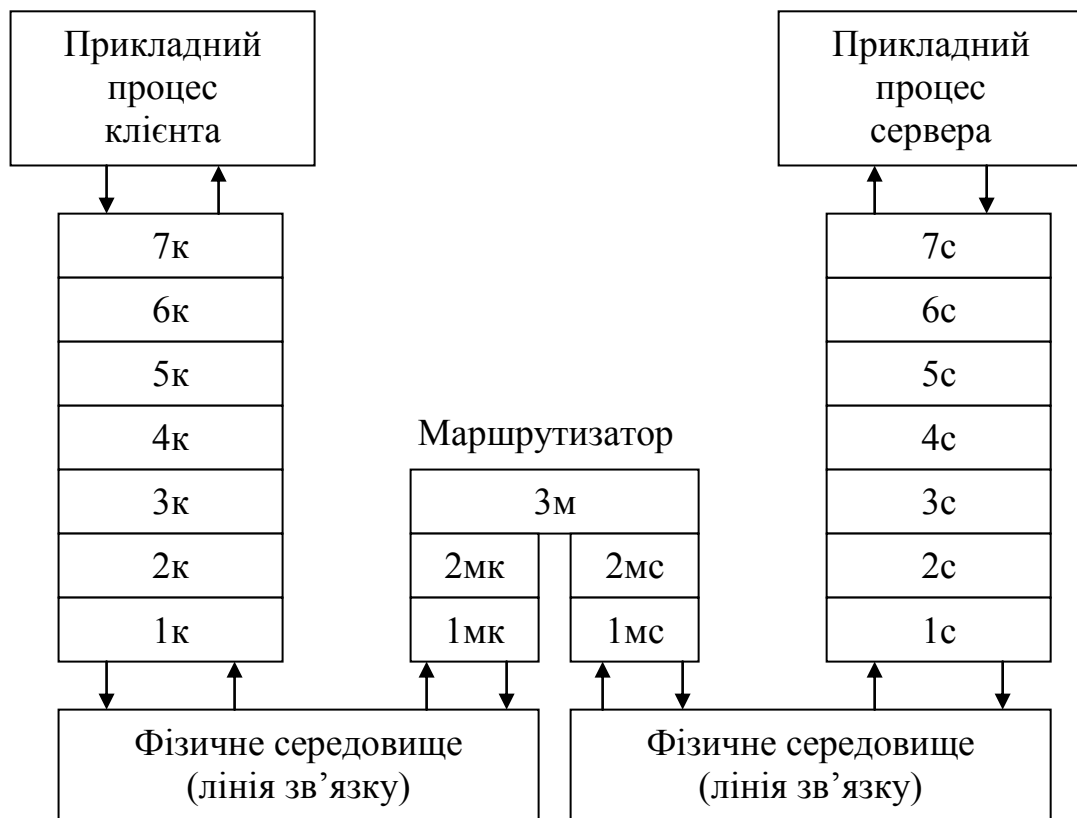 Прикладний
процес
клієнта
Прикладний
процес
сервера
7к
7с
6к
6с
5к
5с
4к
4с
Маршрутизатор
3к
3м
3с
2к
2мк
2мс
2с
1к
1мк
1мс
1с
Фізичне середовище
(лінія зв’язку)
Фізичне середовище
(лінія зв’язку)